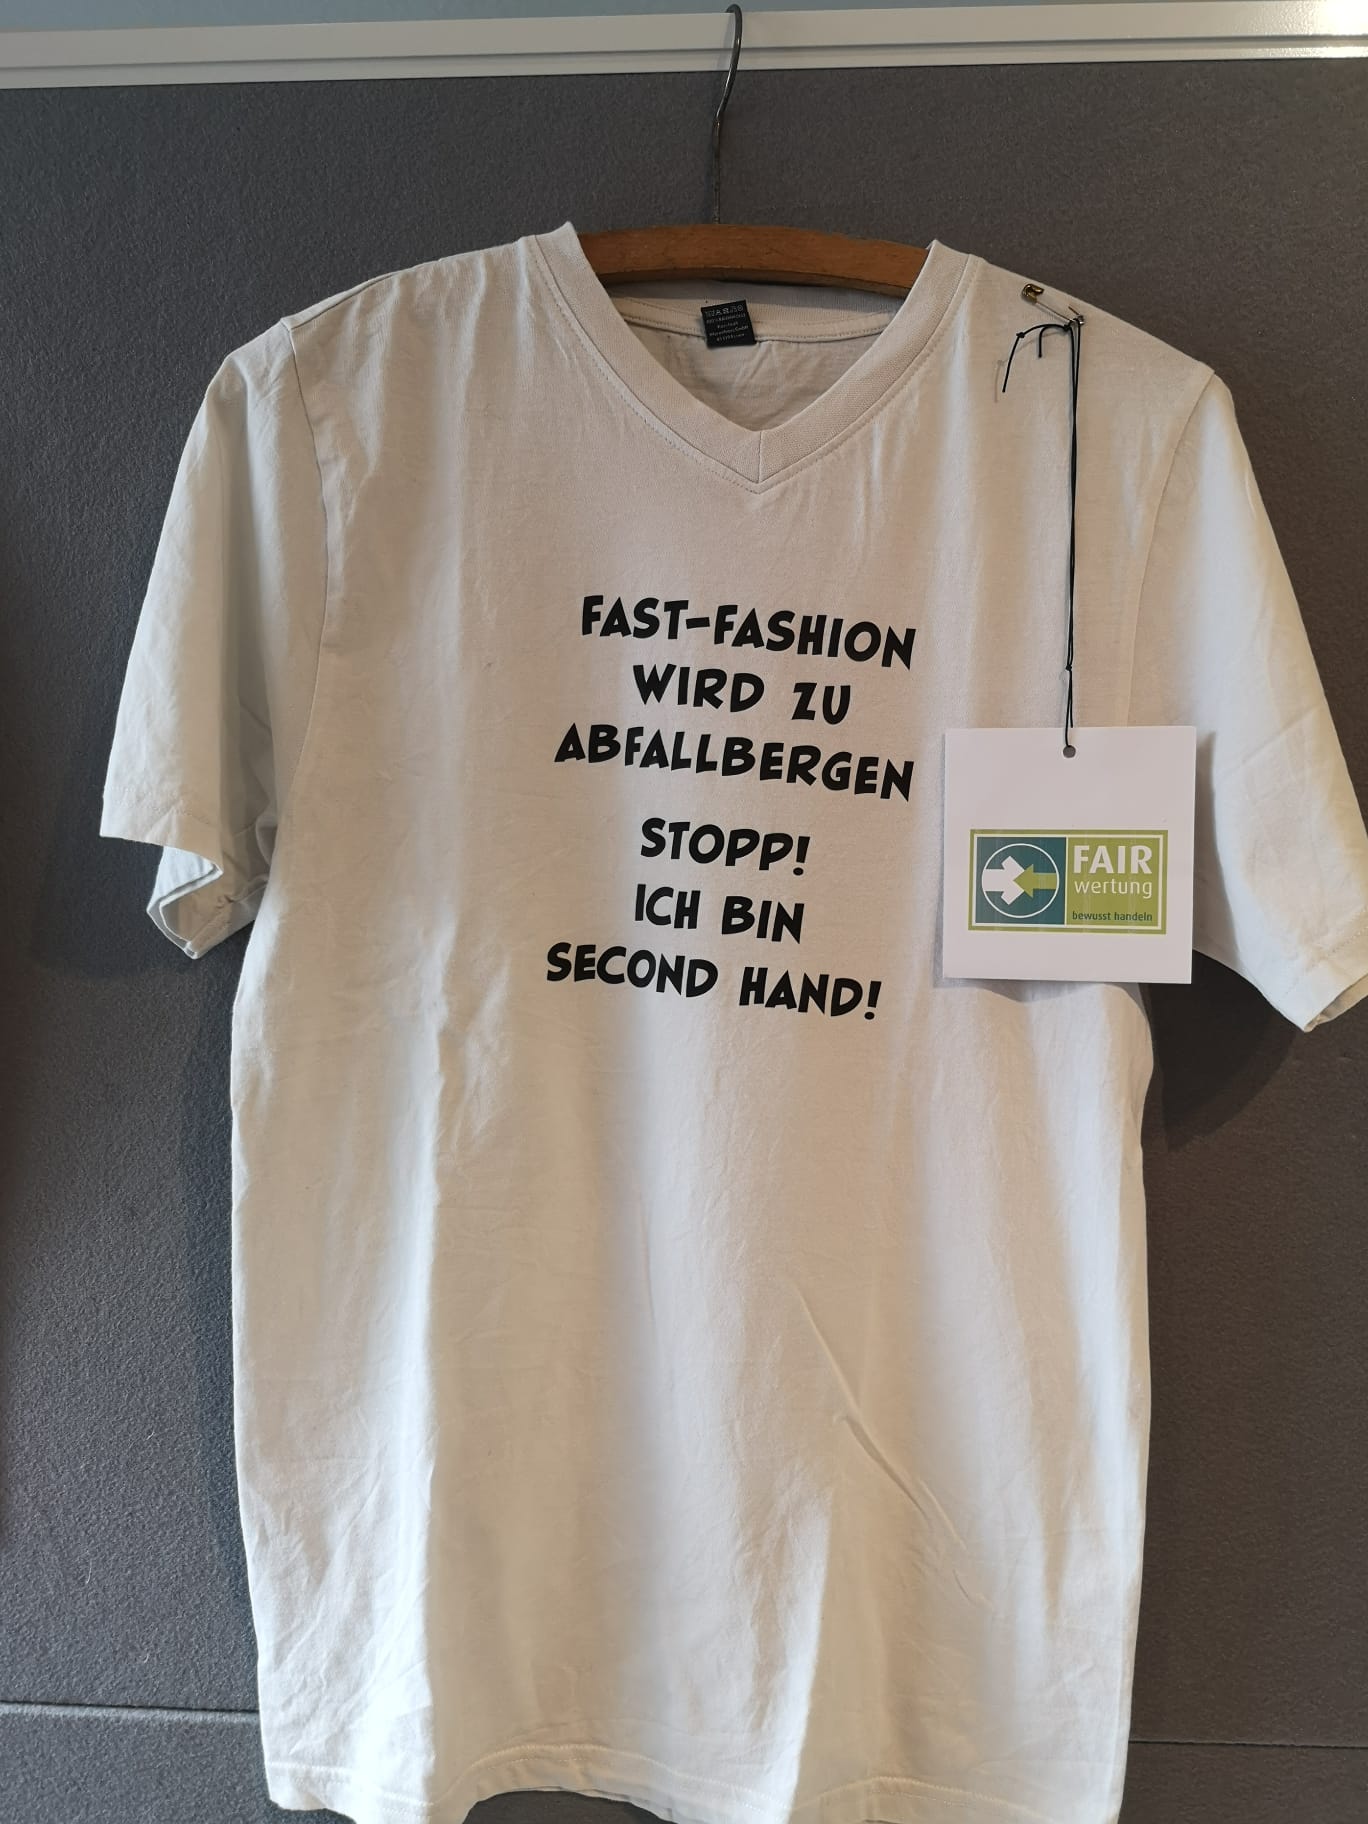 FAST-FASHION
WIRD ZU
ABFALLBERGEN
STOPP!
ICH BIN
SECOND HAND!
FAIR
wertung
bewusst handeln